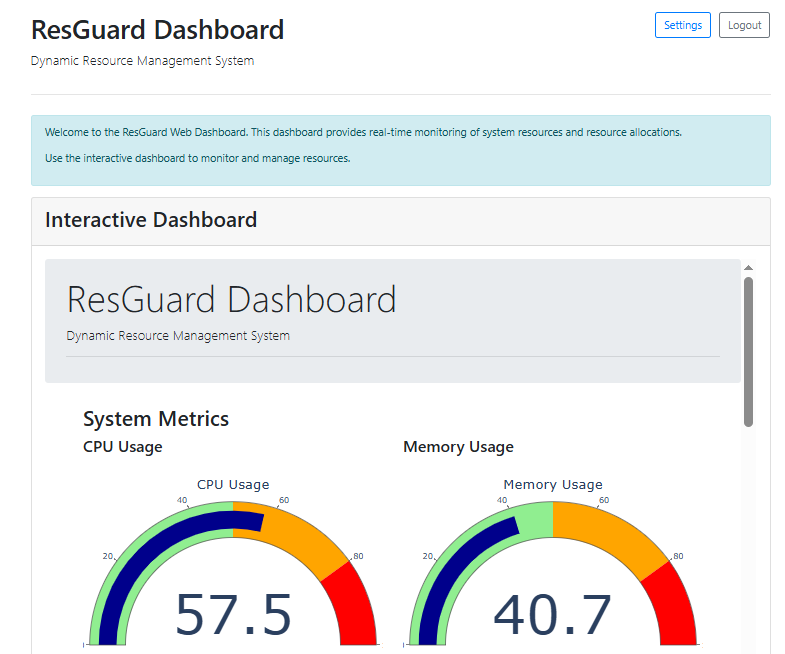 ResGuard Dashboard
Settings
Logout
Dynamic Resource Management System
Welcome to the ResGuard Web Dashboard. This dashboard provides real-time monitoring of system resources and resource allocations.
Use the interactive dashboard to monitor and manage resources.
Interactive Dashboard
ResGuard Dashboard
Dynamic Resource Management System
System Metrics
CPU Usage
Memory Usage
CPU Usage
Memory Usage
40
60
40
60
20
80
20
80
57.5
40.7